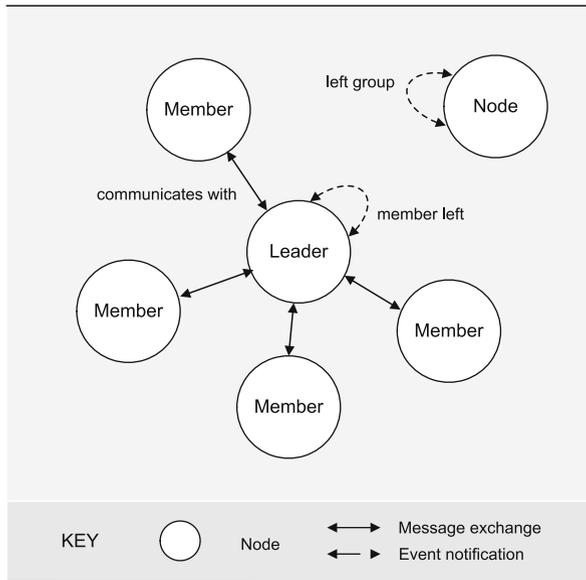 left group
Node
Member
communicates with
member left
Leader
Member
Member
Member
KEY
Node
Message exchange
Event notification